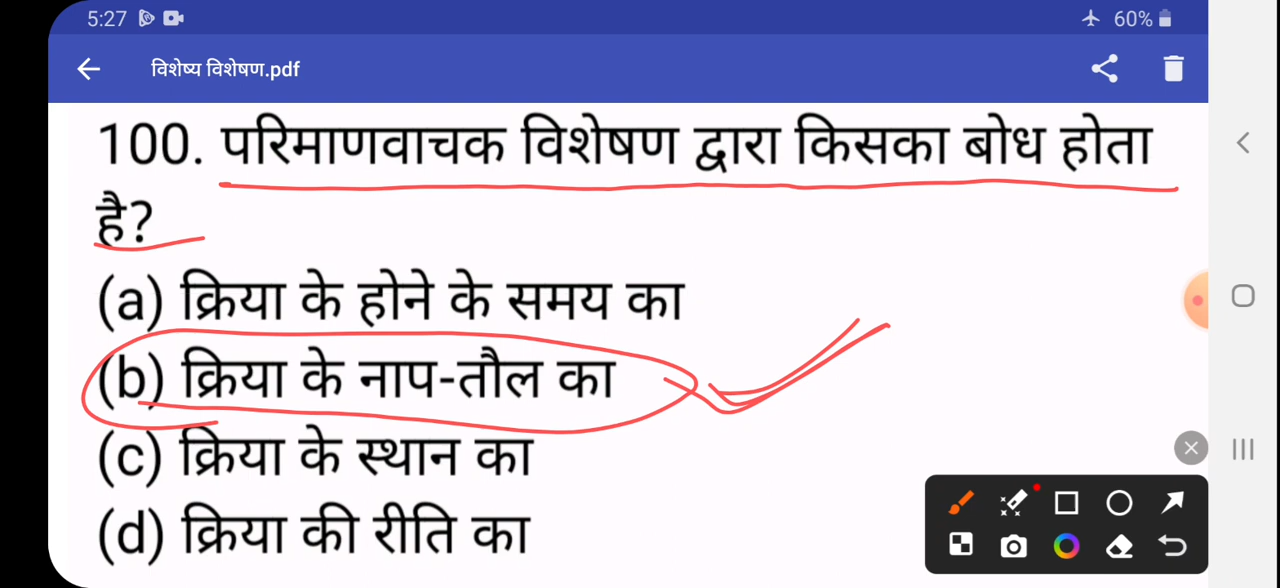 5:27 60%
विशेष्य विशेषण.pdf
100. परिमाणवाचक विशेषण द्वारा किसका बोध होता
है?
(a) क्रिया के होने के समय का
(b) क्रिया के नाप-तौल का
(c) क्रिया के स्थान का
(d) क्रिया की रीति का